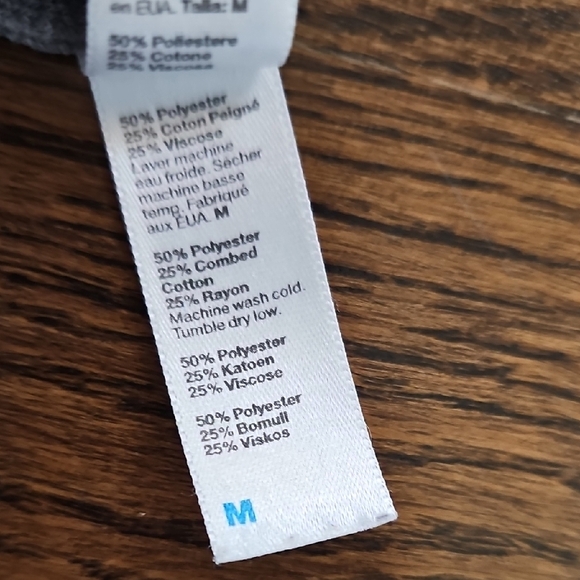 en EUA. Talla: M
50% Poliestere
25% Cotone
25% Viscose
50% Polyester
25% Coton Peigné
25% Viscose
Laver machine
eau froide. Sécher
machine basse
temp. Fabriqué
aux EUA. M
50% Polyester
25% Combed
Cotton
25% Rayon
Machine wash cold.
Tumble dry low.
50% Polyester
25% Katoen
25% Viscose
50% Polyester
25% Bomull
25% Viskos
M